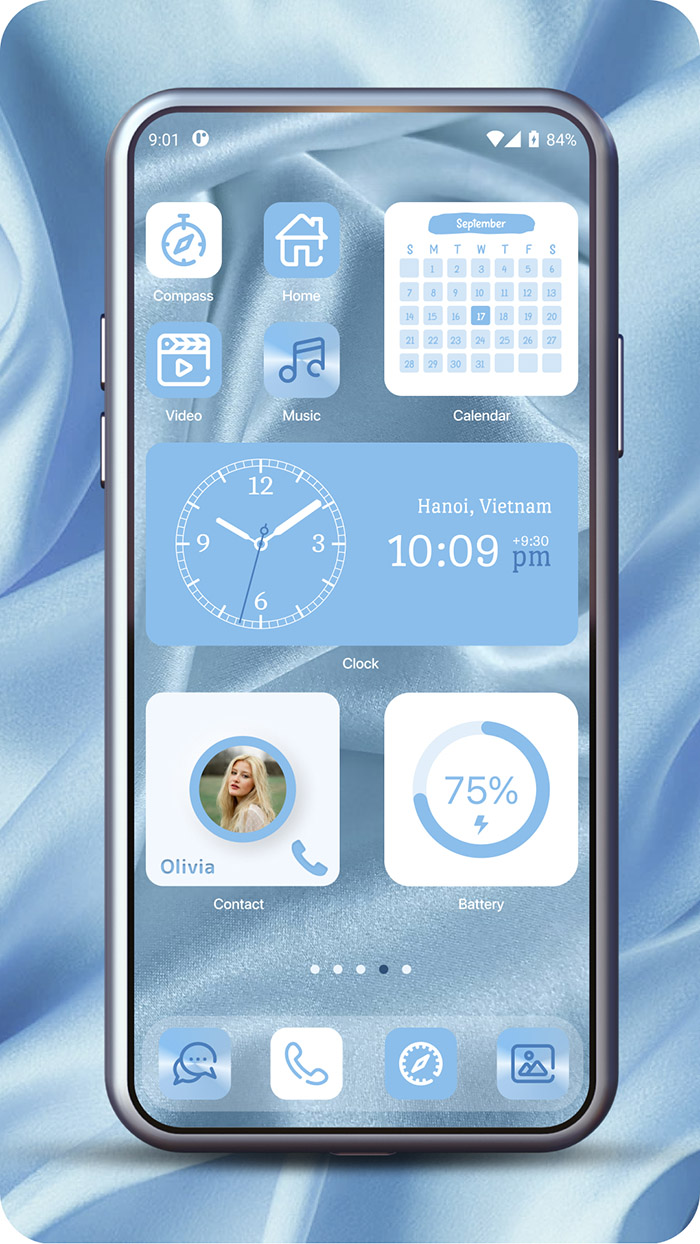 9:01
84%
September
S M T W T F S
1 2 3 4 5 6
7 8 9 10 11 12 13
14 15 16 17 18 19 20
21 22 23 24 25 26 27
28 29 30 31
Compass
Home
Video
Music
Calendar
12
9
3
6
Hanoi, Vietnam
10:09
+9:30
pm
Clock
Olivia
75%
Contact
Battery